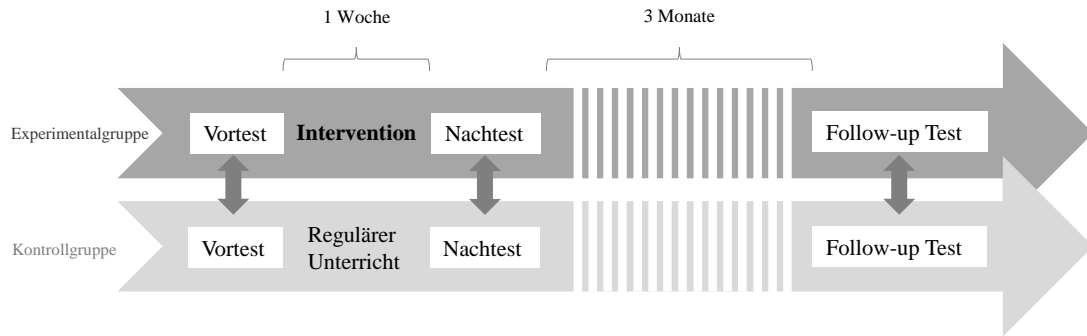 1 Woche
3 Monate
Experimentalgruppe
Vortest
Intervention
Nachtest
Follow-up Test
Kontrollgruppe
Vortest
Regulärer
Unterricht
Nachtest
Follow-up Test